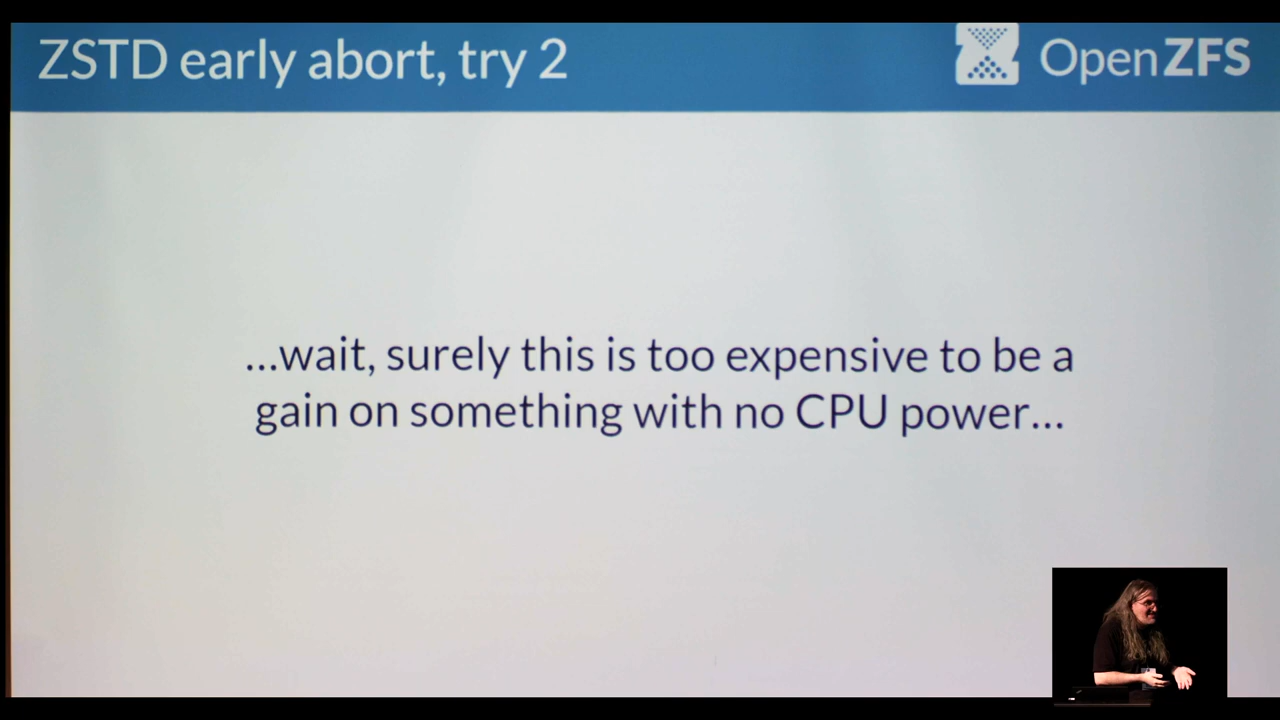 ZSTD early abort, try 2
OpenZFS
...wait, surely this is too expensive to be a
gain on something with no CPU power...